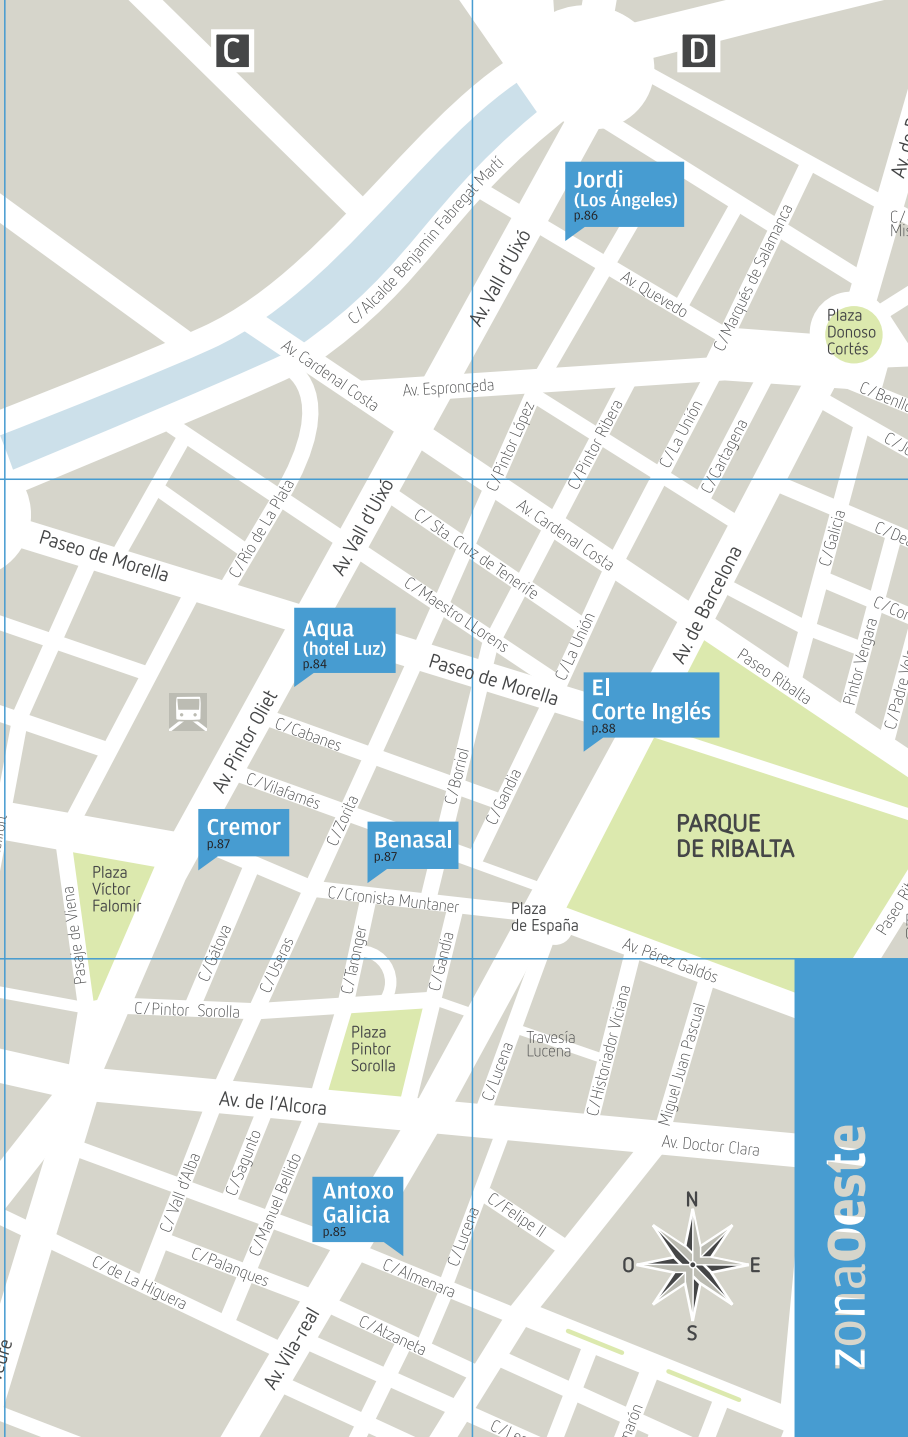 C
D
Jordi
(Los Ángeles)
p.86
C/Alcalde Benjamin Fabregat Martí
Av. Vall d'Uixó
Av. Quevedo
C/Marqués de Salamanca
Av. de
C/
Plaza
Donoso
Cortés
Av. Cardenal Costa
Av. Espronceda
C/Pintor López
C/Pintor Ribera
C/La Unión
C/Cartagena
Paseo de Morella
C/Río de La Plata
Av. Vall d'Uixó
C/ Sta. Cruz de Tenerife
Av. Cardenal Costa
C/Maestro LLorens
C/La Unión
Av. de Barcelona
C/Galicia
Pintor Vergara
Paseo Ribalta
Aqua
(hotel Luz)
p.84
Paseo de Morella
El
Corte Inglés
p.88
Av. Pintor Oliet
C/Cabanes
C/Vilafamés
C/Zorita
C/Borriol
C/Gandia
Cremor
p.87
Benasal
p.87
PARQUE
DE RIBALTA
Plaza
Víctor
Falomir
Pasaje de Viena
C/Cronista Muntaner
Plaza
de España
C/Gátova
C/Useras
C/Taronger
C/Gandia
Av. Pérez Galdós
C/Pintor Sorolla
Plaza
Pintor
Sorolla
Travesía
Lucena
C/Lucena
C/Historiador Viciana
Miguel Juan Pascual
Av. de l'Alcora
Av. Doctor Clara
C/ Vall d'Alba
C/Sagunto
C/Manuel Bellido
Antoxo
Galicia
p.85
C/Lucena
C/Felipe II
C/Palanques
C/de La Higuera
C/Almenara
C/Atzaneta
Av. Vila-real
N
O
E
S
zonaOeste